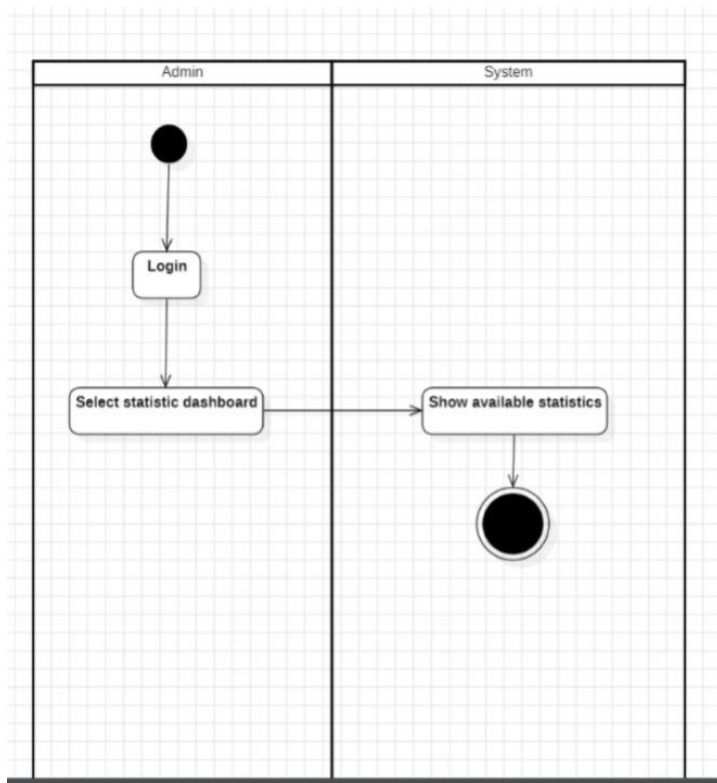 Admin
System
Login
Select statistic dashboard
Show available statistics